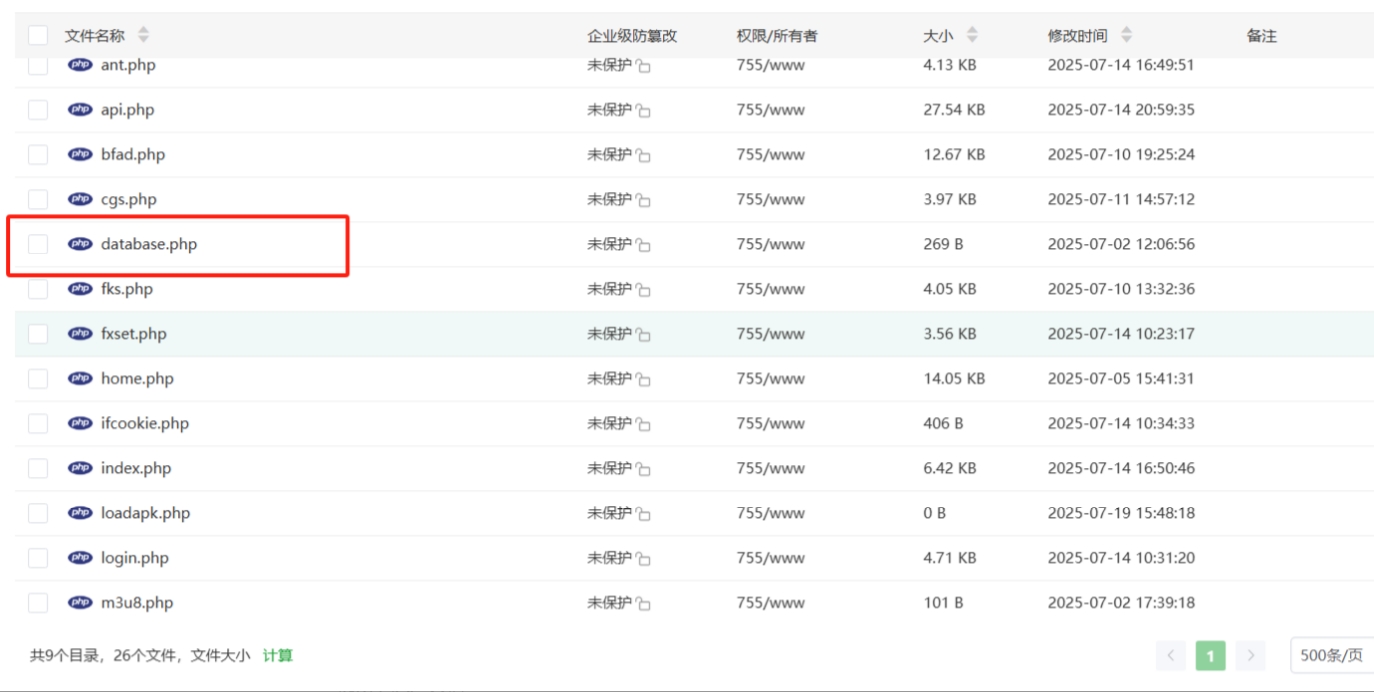 文件名称 企业级防篡改 权限/所有者 大小 修改时间 备注
php ant.php 未保护 755/www 4.13 KB 2025-07-14 16:49:51
php api.php 未保护 755/www 27.54 KB 2025-07-14 20:59:35
php bfad.php 未保护 755/www 12.67 KB 2025-07-10 19:25:24
php cgs.php 未保护 755/www 3.97 KB 2025-07-11 14:57:12
php database.php 未保护 755/www 269 B 2025-07-02 12:06:56
php fks.php 未保护 755/www 4.05 KB 2025-07-10 13:32:36
php fxset.php 未保护 755/www 3.56 KB 2025-07-14 10:23:17
php home.php 未保护 755/www 14.05 KB 2025-07-05 15:41:31
php ifcookie.php 未保护 755/www 406 B 2025-07-14 10:34:33
php index.php 未保护 755/www 6.42 KB 2025-07-14 16:50:46
php loadapk.php 未保护 755/www 0 B 2025-07-19 15:48:18
php login.php 未保护 755/www 4.71 KB 2025-07-14 10:31:20
php m3u8.php 未保护 755/www 101 B 2025-07-02 17:39:18
共9个目录，26个文件，文件大小 计算 < 1 > 500条/页